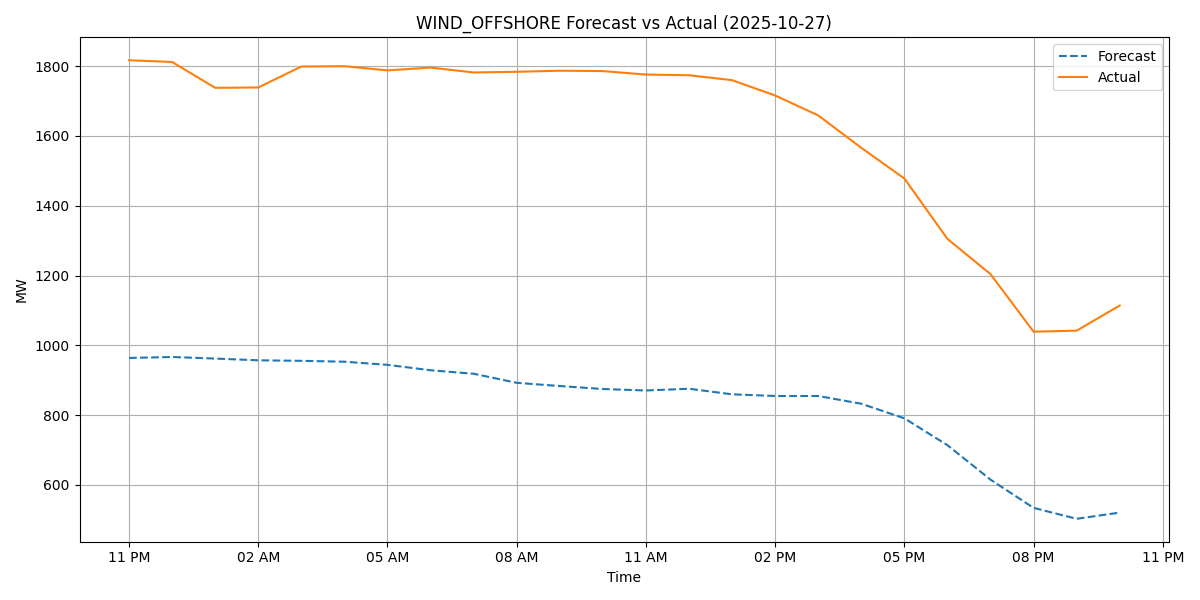 WIND_OFFSHORE Forecast vs Actual (2025-10-27)
Forecast
Actual
1800
1600
1400
1200
1000
800
600
MW
11 PM 02 AM 05 AM 08 AM 11 AM 02 PM 05 PM 08 PM 11 PM
Time